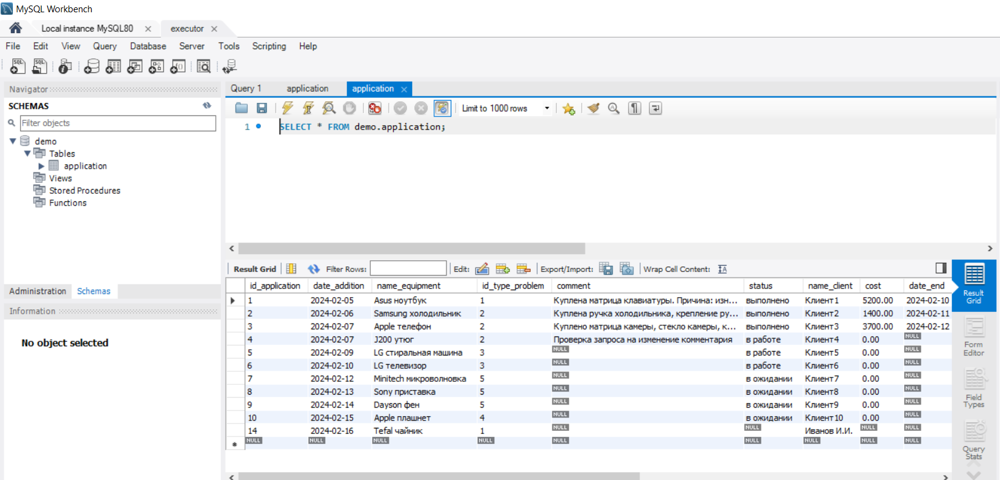 MySQL Workbench
Local instance MySQL80
executor
File Edit View Query Database Server Tools Scripting Help
Navigator
SCHEMAS
Filter objects
demo
Tables
application
Views
Stored Procedures
Functions
Administration Schemas
Information
No object selected
Query 1 application application
Limit to 1000 rows
1 SELECT * FROM demo.application;
Result Grid Filter Rows: Edit: Export/Import: Wrap Cell Content:
id_application date_addition name_equipment id_type_problem comment status name_client cost date_end
1 2024-02-05 Asus ноутбук 1 Куплена матрица клавиатуры. Причина: изн... выполнено Клиент1 5200.00 2024-02-10
2 2024-02-06 Samsung холодильник 2 Куплена ручка холодильника, крепление ру... выполнено Клиент2 1400.00 2024-02-11
3 2024-02-07 Apple телефон 2 Куплено матрица камеры, стекло камеры, к... выполнено Клиент3 3700.00 2024-02-12
4 2024-02-07 J200 утюг 2 Проверка запроса на изменение комментария в работе Клиент4 0.00 NULL
5 2024-02-09 LG стиральная машина 3 NULL в работе Клиент5 0.00 NULL
6 2024-02-10 LG телевизор 3 NULL в работе Клиент6 0.00 NULL
7 2024-02-12 Minitech микроволновка 5 NULL в ожидании Клиент7 0.00 NULL
8 2024-02-13 Sony приставка 5 NULL в ожидании Клиент8 0.00 NULL
9 2024-02-14 Dayson фен 5 NULL в ожидании Клиент9 0.00 NULL
10 2024-02-15 Apple плашнет 4 NULL в ожидании Клиент10 0.00 NULL
14 2024-02-16 Tefal чайник 1 NULL NULL Иванов И.И. NULL NULL
NULL NULL NULL NULL NULL NULL NULL NULL NULL
Result
Grid
Form
Editor
Field
Types
Query
Stats